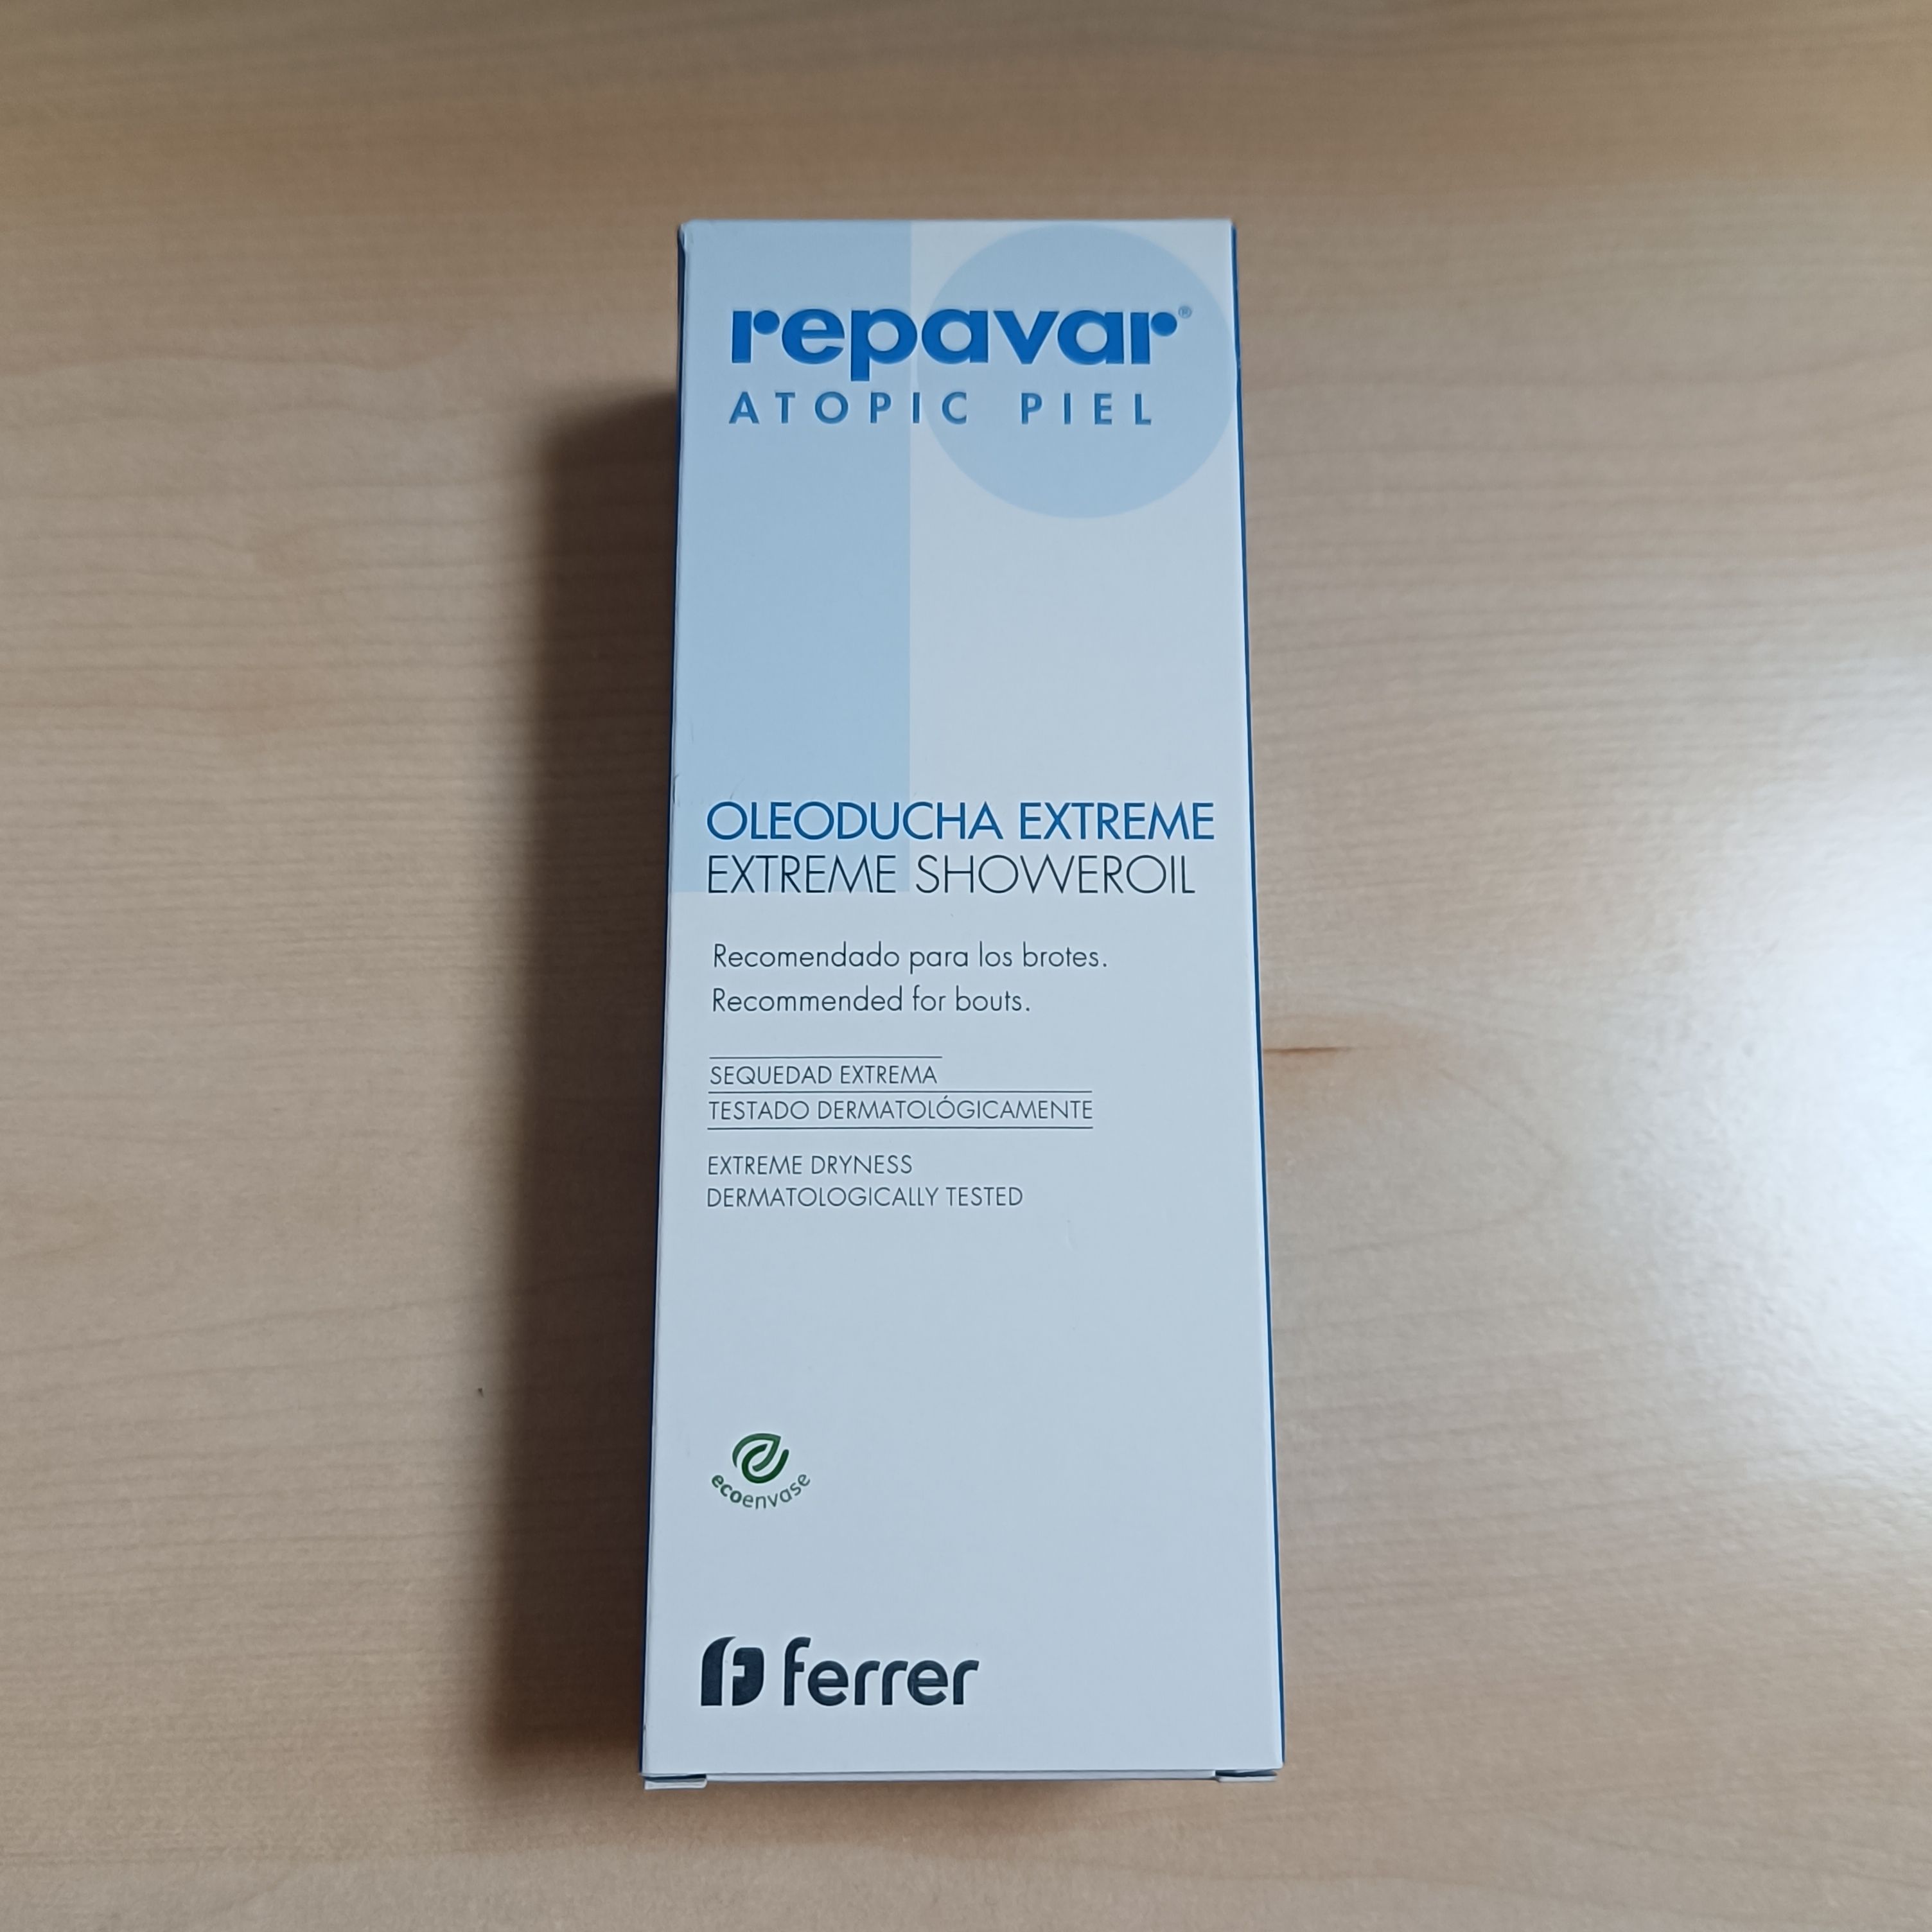 repavar®
ATOPIC PIEL
OLEODUCHA EXTREME
EXTREME SHOWEROIL
Recomendado para los brotes.
Recommended for bouts.
SEQUEDAD EXTREMA
TESTADO DERMATOLÓGICAMENTE
EXTREME DRYNESS
DERMATOLOGICALLY TESTED
ecoenvase
ferrer